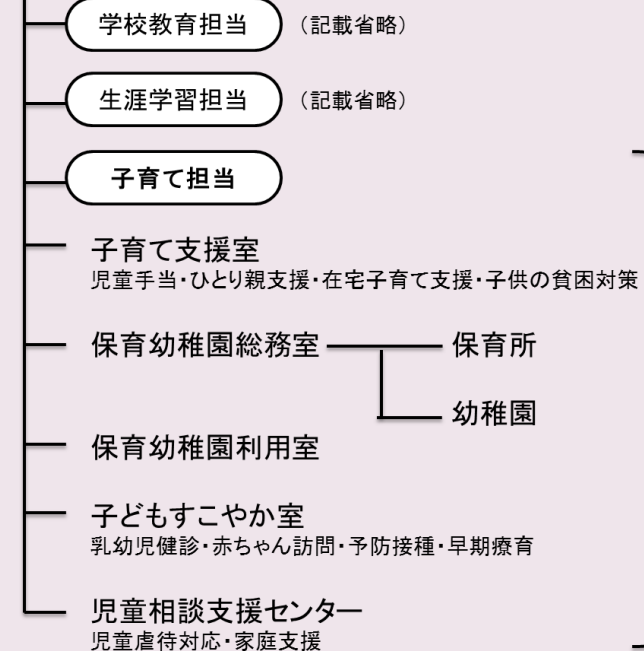 学校教育担当 （記載省略）
生涯学習担当 （記載省略）
子育て担当
子育て支援室
児童手当・ひとり親支援・在宅子育て支援・子供の貧困対策
保育幼稚園総務室 保育所
幼稚園
保育幼稚園利用室
子どもすこやか室
乳幼児健診・赤ちゃん訪問・予防接種・早期療育
児童相談支援センター
児童虐待対応・家庭支援